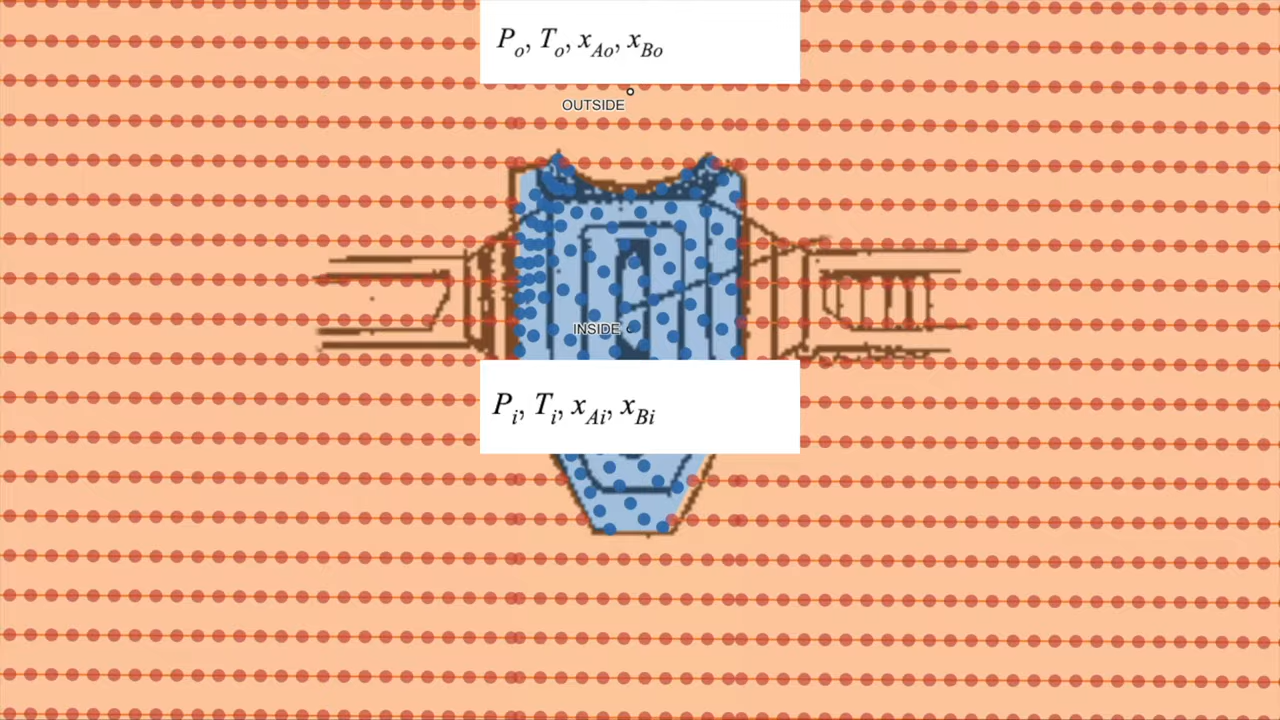 P_o, T_o, x_Ao, x_Bo
OUTSIDE
INSIDE
P_i, T_i, x_Ai, x_Bi